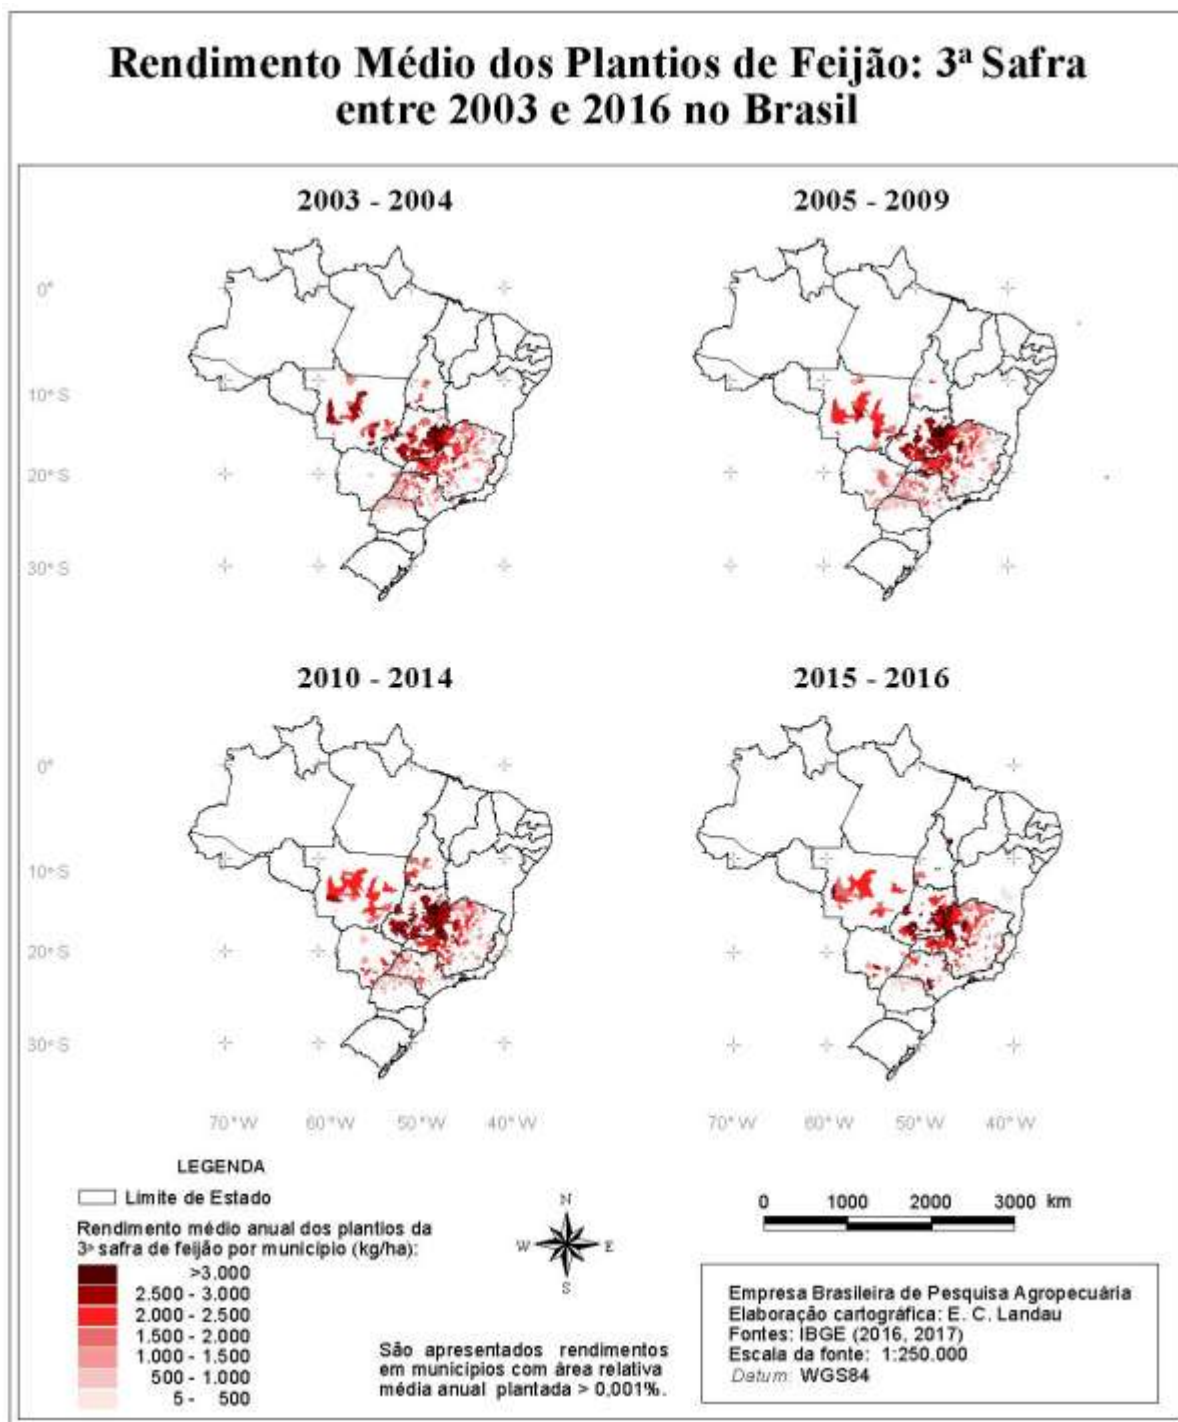 Rendimento Médio dos Plantios de Feijão: 3ª Safra
entre 2003 e 2016 no Brasil
2003 - 2004
2005 - 2009
0°
10° S
20° S
30° S
2010 - 2014
2015 - 2016
0°
10° S
20° S
30° S
70° W 60° W 50° W 40° W
70° W 60° W 50° W 40° W
LEGENDA
Limite de Estado
Rendimento médio anual dos plantios da
3ª safra de feijão por município (kg/ha):
>3.000
2.500 - 3.000
2.000 - 2.500
1.500 - 2.000
1.000 - 1.500
500 - 1.000
5 - 500
N
W E
S
São apresentados rendimentos
em municípios com área relativa
média anual plantada > 0,001%.
0 1000 2000 3000 km
Empresa Brasileira de Pesquisa Agropecuária
Elaboração cartográfica: E. C. Landau
Fontes: IBGE (2016, 2017)
Escala da fonte: 1:250.000
Datum: WGS84